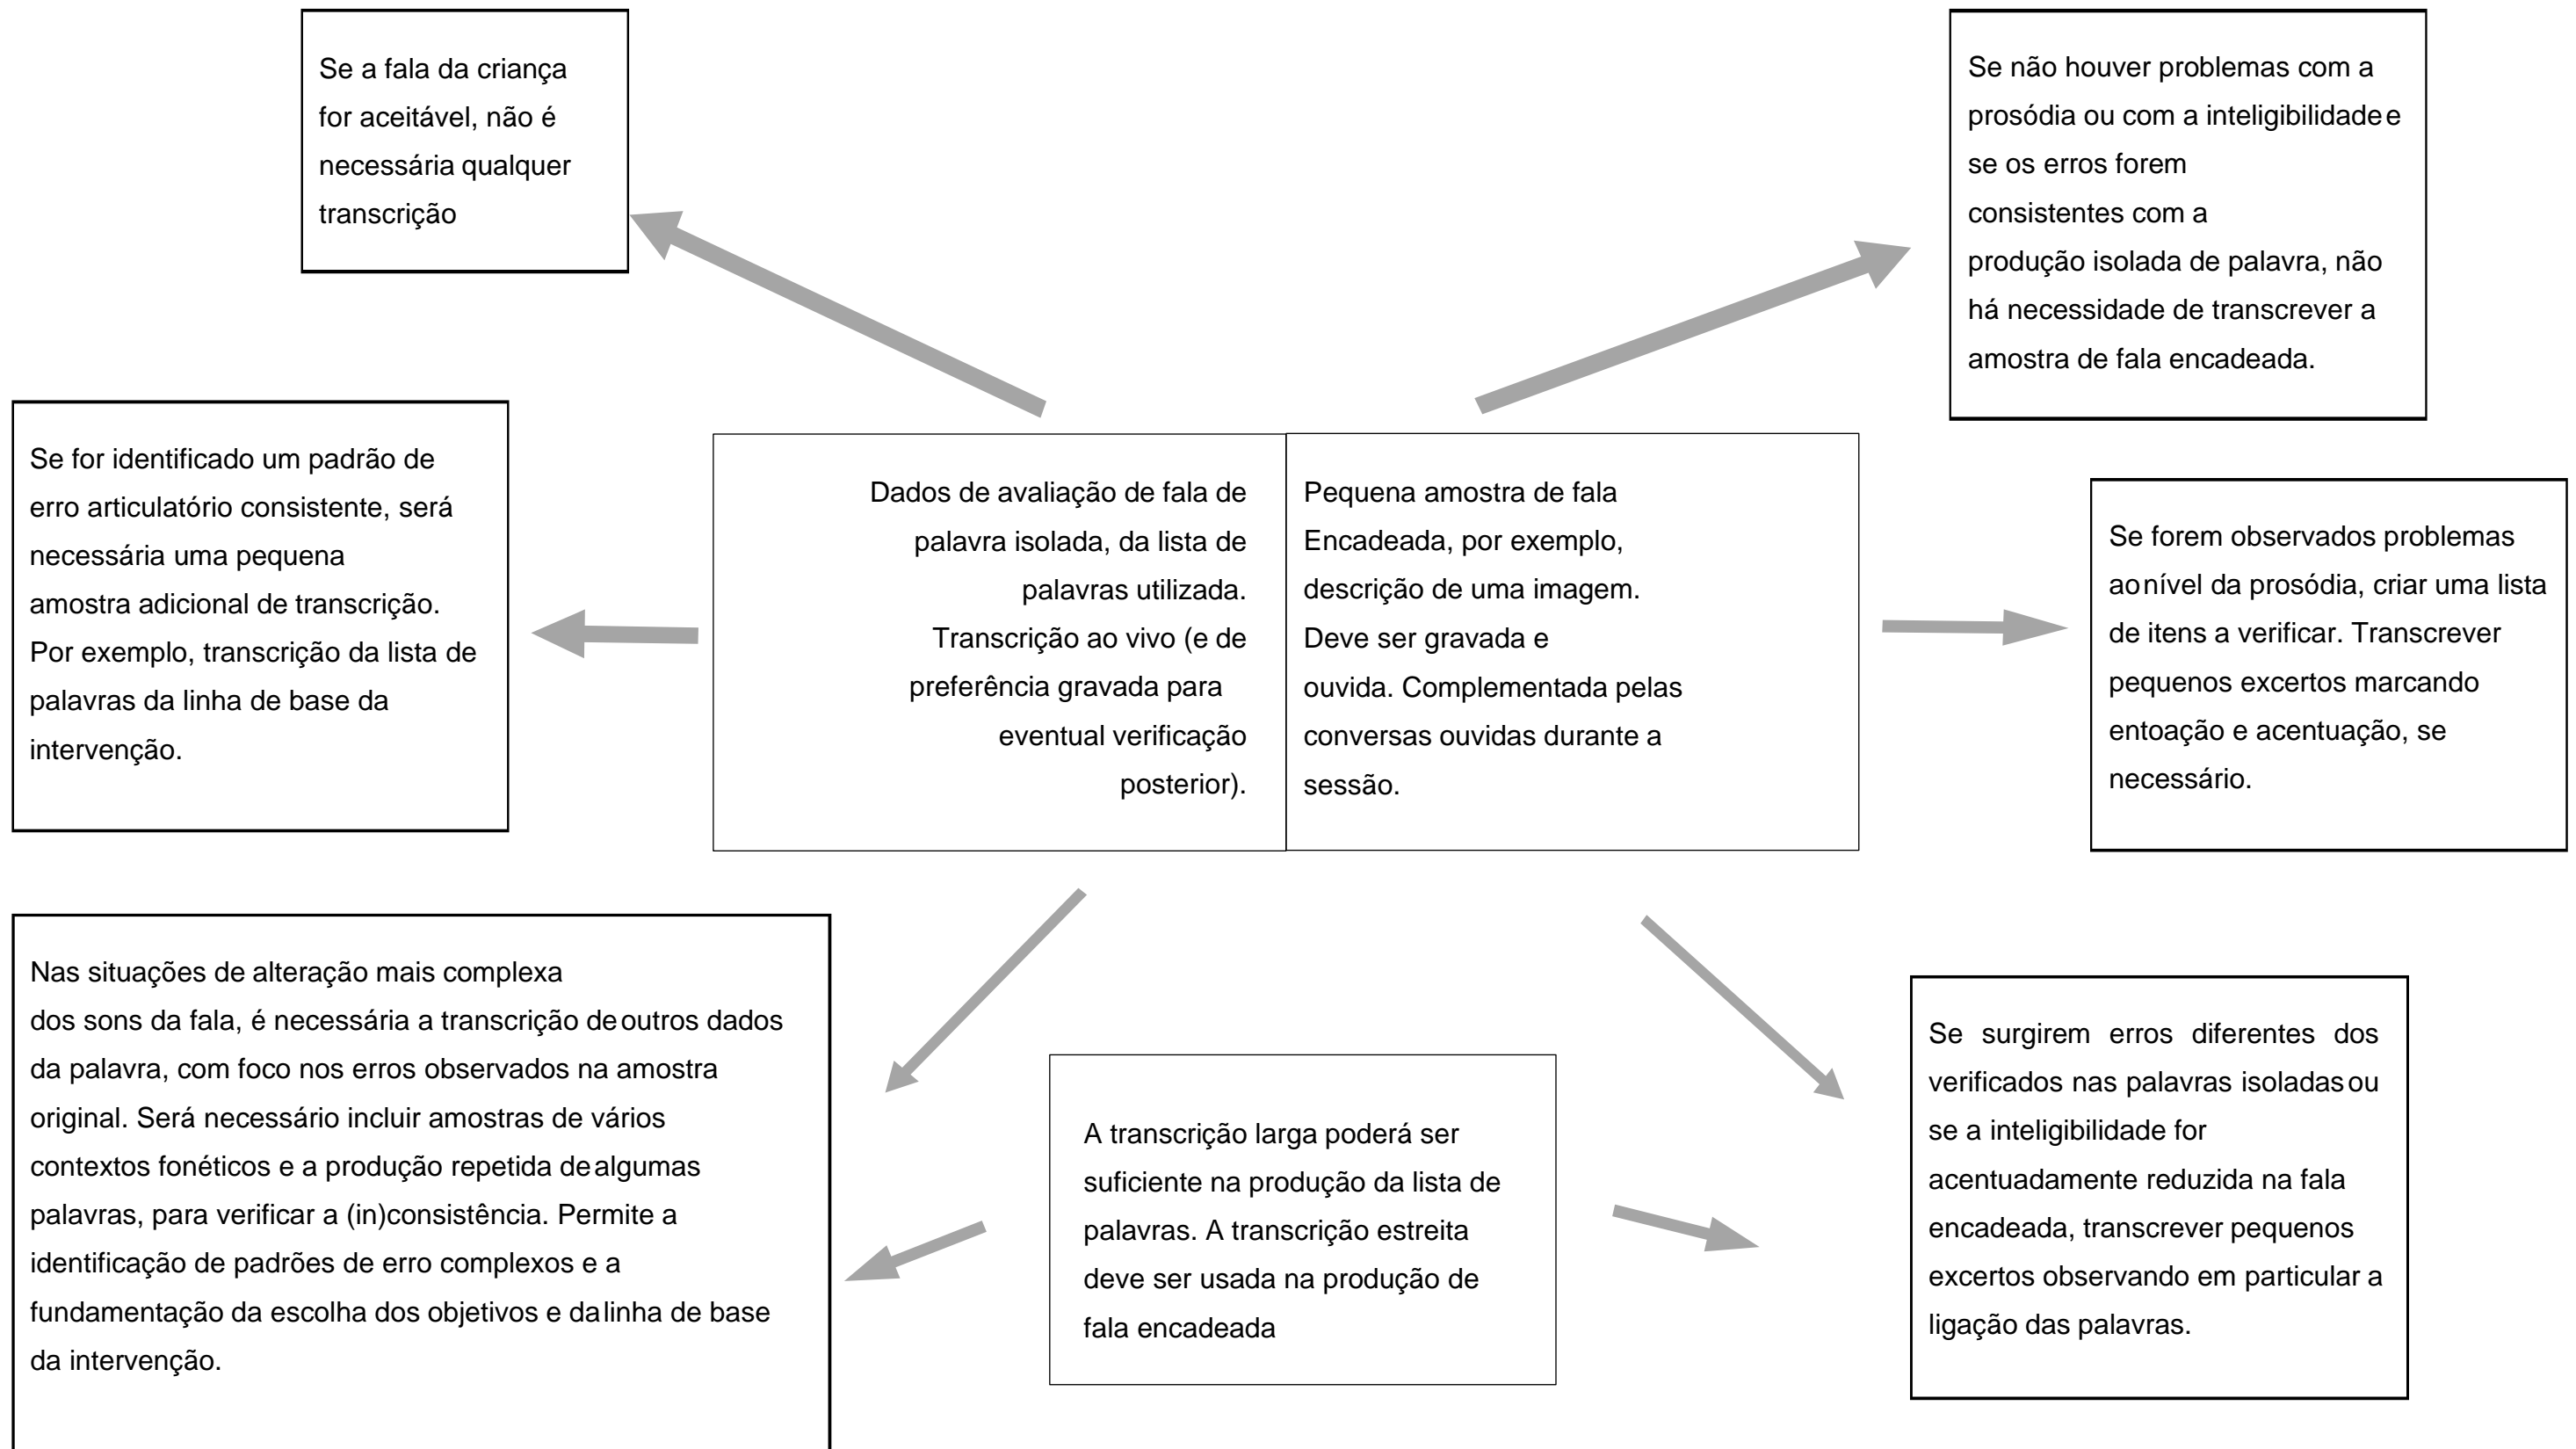 Se a fala da criança
for aceitável, não é
necessária qualquer
transcrição
Se não houver problemas com a
prosódia ou com a inteligibilidade e
se os erros forem
consistentes com a
produção isolada de palavra, não
há necessidade de transcrever a
amostra de fala encadeada.
Se for identificado um padrão de
erro articulatório consistente, será
necessária uma pequena
amostra adicional de transcrição.
Por exemplo, transcrição da lista de
palavras da linha de base da
intervenção.
Dados de avaliação de fala de
palavra isolada, da lista de
palavras utilizada.
Transcrição ao vivo (e de
preferência gravada para
eventual verificação
posterior).
Pequena amostra de fala
Encadeada, por exemplo,
descrição de uma imagem.
Deve ser gravada e
ouvida. Complementada pelas
conversas ouvidas durante a
sessão.
Se forem observados problemas
ao nível da prosódia, criar uma lista
de itens a verificar. Transcrever
pequenos excertos marcando
entoação e acentuação, se
necessário.
Nas situações de alteração mais complexa
dos sons da fala, é necessária a transcrição de outros dados
da palavra, com foco nos erros observados na amostra
original. Será necessário incluir amostras de vários
contextos fonéticos e a produção repetida de algumas
palavras, para verificar a (in)consistência. Permite a
identificação de padrões de erro complexos e a
fundamentação da escolha dos objetivos e da linha de base
da intervenção.
A transcrição larga poderá ser
suficiente na produção da lista de
palavras. A transcrição estreita
deve ser usada na produção de
fala encadeada
Se surgirem erros diferentes dos
verificados nas palavras isoladas ou
se a inteligibilidade for
acentuadamente reduzida na fala
encadeada, transcrever pequenos
excertos observando em particular a
ligação das palavras.